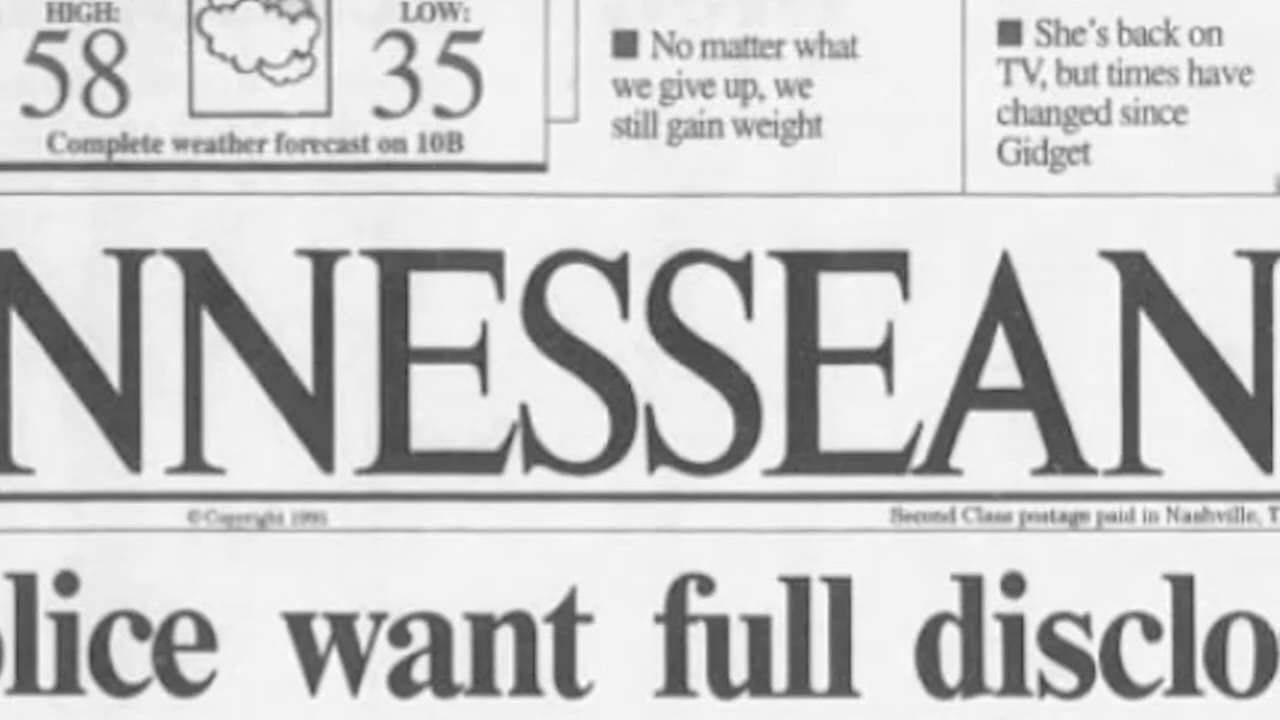 HIGH:
58
LOW:
35
Complete weather forecast on 10B
■ No matter what
we give up, we
still gain weight
■ She's back on
TV, but times have
changed since
Gidget
NNESSEAN
© Copyright
Second Class postage paid in Nashville, T
lice want full disclo